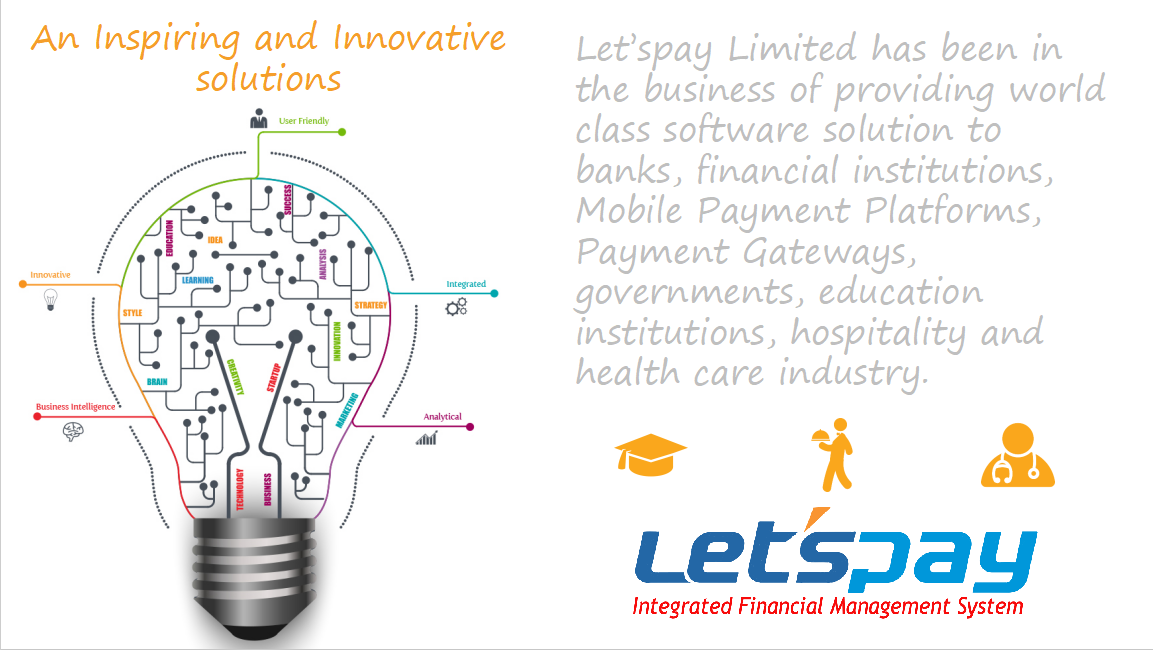 An Inspiring and Innovative
solutions
User Friendly
SUCCESS
EDUCATION
IDEA
ANALYSIS
LEARNING
Innovative
Integrated
STYLE
STRATEGY
INNOVATION
CREATIVITY
STARTUP
BRAIN
MARKETING
Business Intelligence
Analytical
TECHNOLOGY
BUSINESS
Let'spay Limited has been in
the business of providing world
class software solution to
banks, financial institutions,
Mobile Payment Platforms,
Payment Gateways,
governments, education
institutions, hospitality and
health care industry.
Let'spay
Integrated Financial Management System